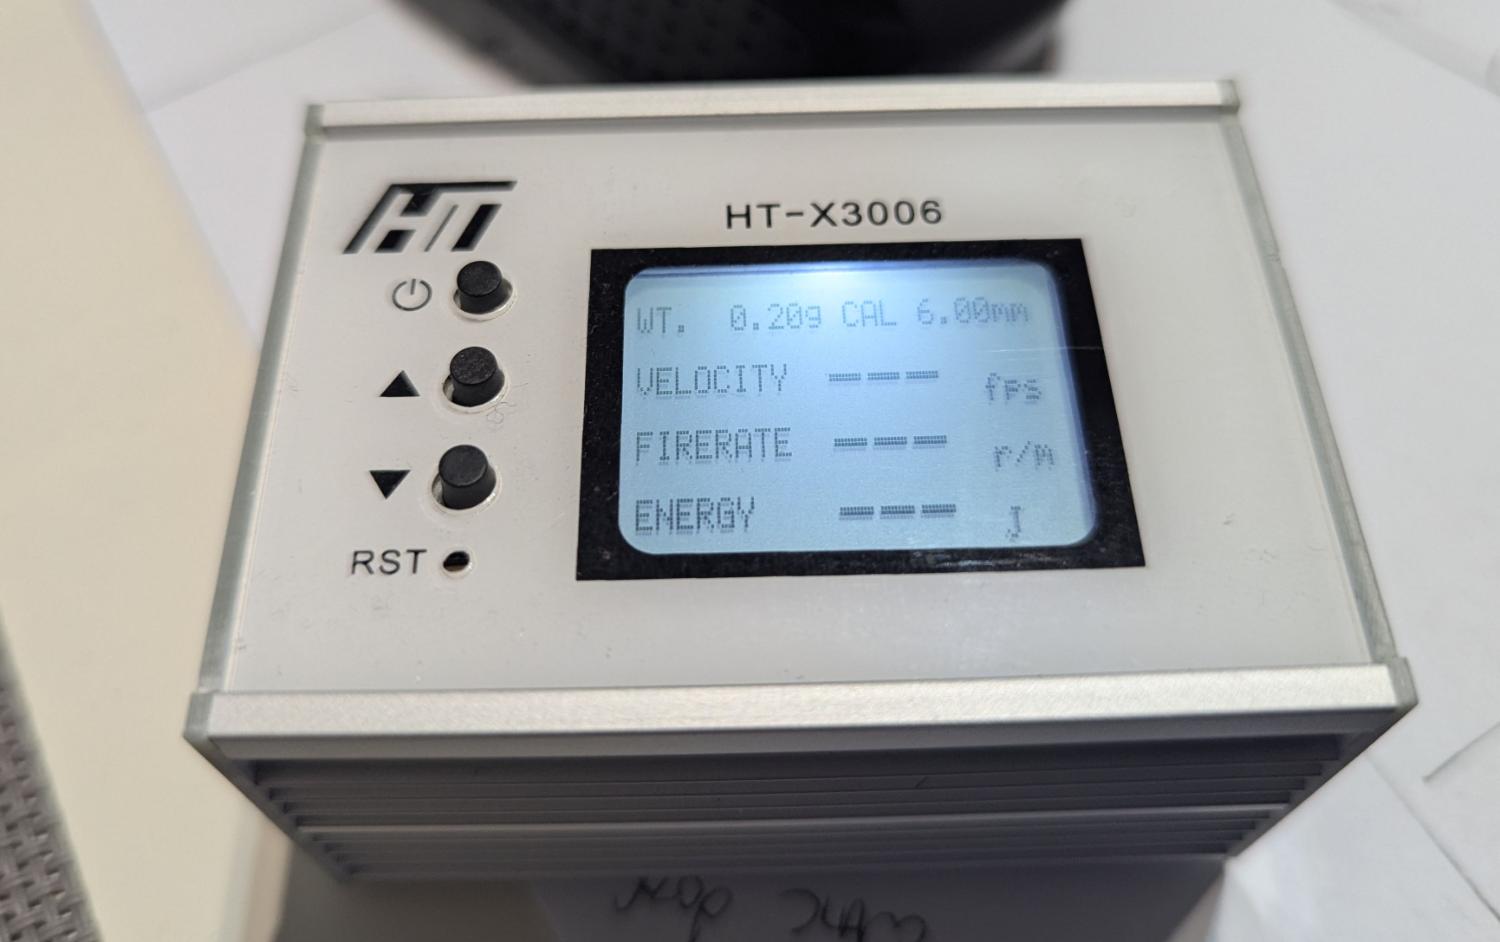 HT
HT-X3006
WT. 0.20g CAL 6.00mm
VELOCITY --- fps
FIRERATE --- r/m
ENERGY --- J
RST